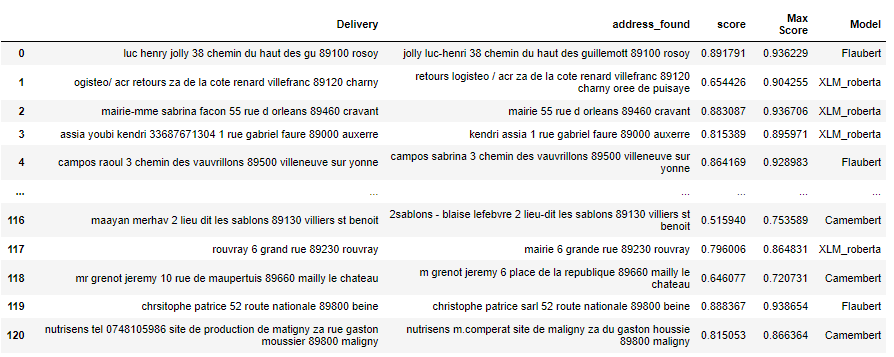 Delivery address_found score Max Score Model
0 luc henry jolly 38 chemin du haut des gu 89100 rosoy jolly luc-henri 38 chemin du haut des guillemott 89100 rosoy 0.891791 0.936229 Flaubert
1 ogisteo/ acr retours za de la cote renard villefranc 89120 charny retours logisteo / acr za de la cote renard villefranc 89120 charny oree de puisaye 0.654426 0.904255 XLM_roberta
2 mairie-mme sabrina facon 55 rue d orleans 89460 cravant mairie 55 rue d orleans 89460 cravant 0.883087 0.936706 XLM_roberta
3 assia youbi kendri 33687671304 1 rue gabriel faure 89000 auxerre kendri assia 1 rue gabriel faure 89000 auxerre 0.815389 0.895971 XLM_roberta
4 campos raoul 3 chemin des vauvrillons 89500 villeneuve sur yonne campos sabrina 3 chemin des vauvrillons 89500 villeneuve sur yonne 0.864169 0.928983 Flaubert
... ... ... ... ... ...
116 maayan merhav 2 lieu dit les sablons 89130 villiers st benoit 2sablons - blaise lefebvre 2 lieu-dit les sablons 89130 villiers st benoit 0.515940 0.753589 Camembert
117 rouvray 6 grand rue 89230 rouvray mairie 6 grande rue 89230 rouvray 0.796006 0.864831 XLM_roberta
118 mr grenot jeremy 10 rue de maupertuis 89660 mailly le chateau m grenot jeremy 6 place de la republique 89660 mailly le chateau 0.646077 0.720731 Camembert
119 chrsitophe patrice 52 route nationale 89800 beine christophe patrice sarl 52 route nationale 89800 beine 0.888367 0.938654 Flaubert
120 nutrisens tel 0748105986 site de production de matigny za rue gaston moussier 89800 maligny nutrisens m.comperat site de maligny za du gaston houssie 89800 maligny 0.815053 0.866364 Camembert